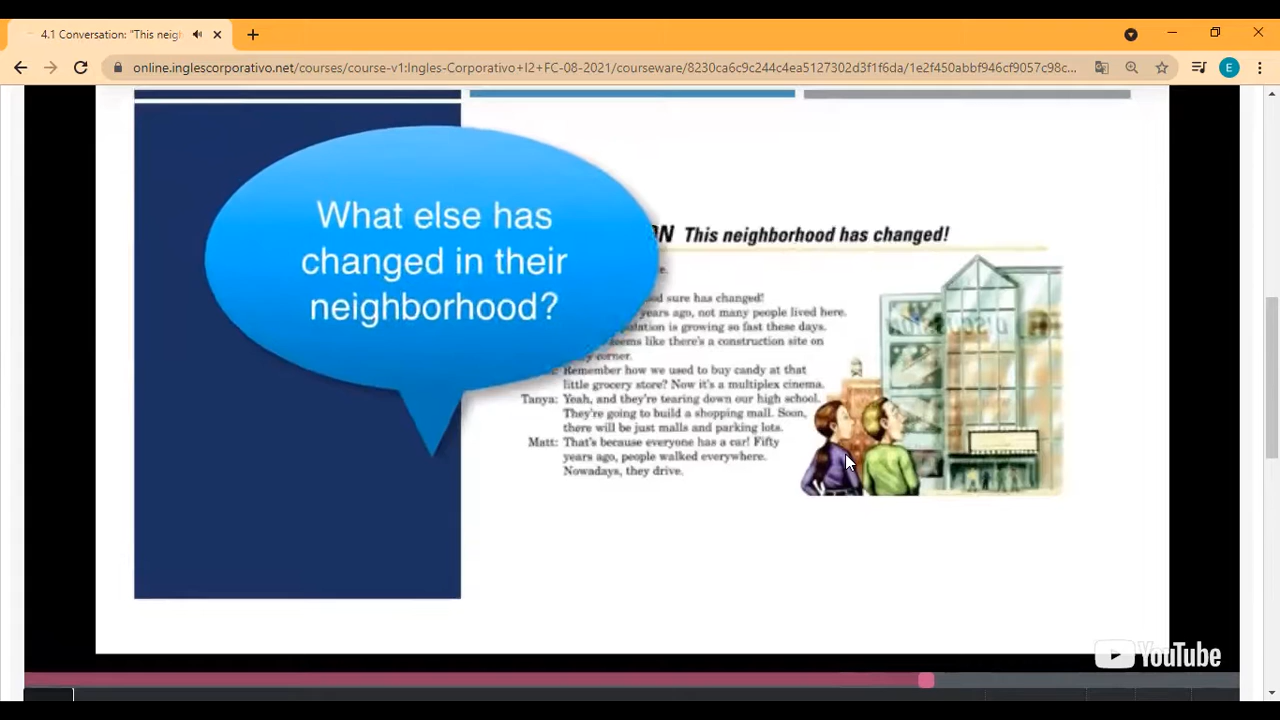 4.1 Conversation: "This neigh
online.inglescorporativo.net/courses/course-v1:Ingles-Corporativo+I2+FC-08-2021/courseware/8230ca6c9c244c4ea5127302d3f1f6da/1e2f450abbf946cf9057c98c...
E
What else has
changed in their
neighborhood?
N This neighborhood has changed!
e.
sure has changed!
years ago, not many people lived here.
is growing so fast these days.
like there's a construction site on
corner.
Remember how we used to buy candy at that
little grocery store? Now it's a multiplex cinema.
Tanya: Yeah, and they're tearing down our high school.
They're going to build a shopping mall. Soon,
there will be just malls and parking lots.
Matt: That's because everyone has a car! Fifty
years ago, people walked everywhere.
Nowadays, they drive.
YouTube